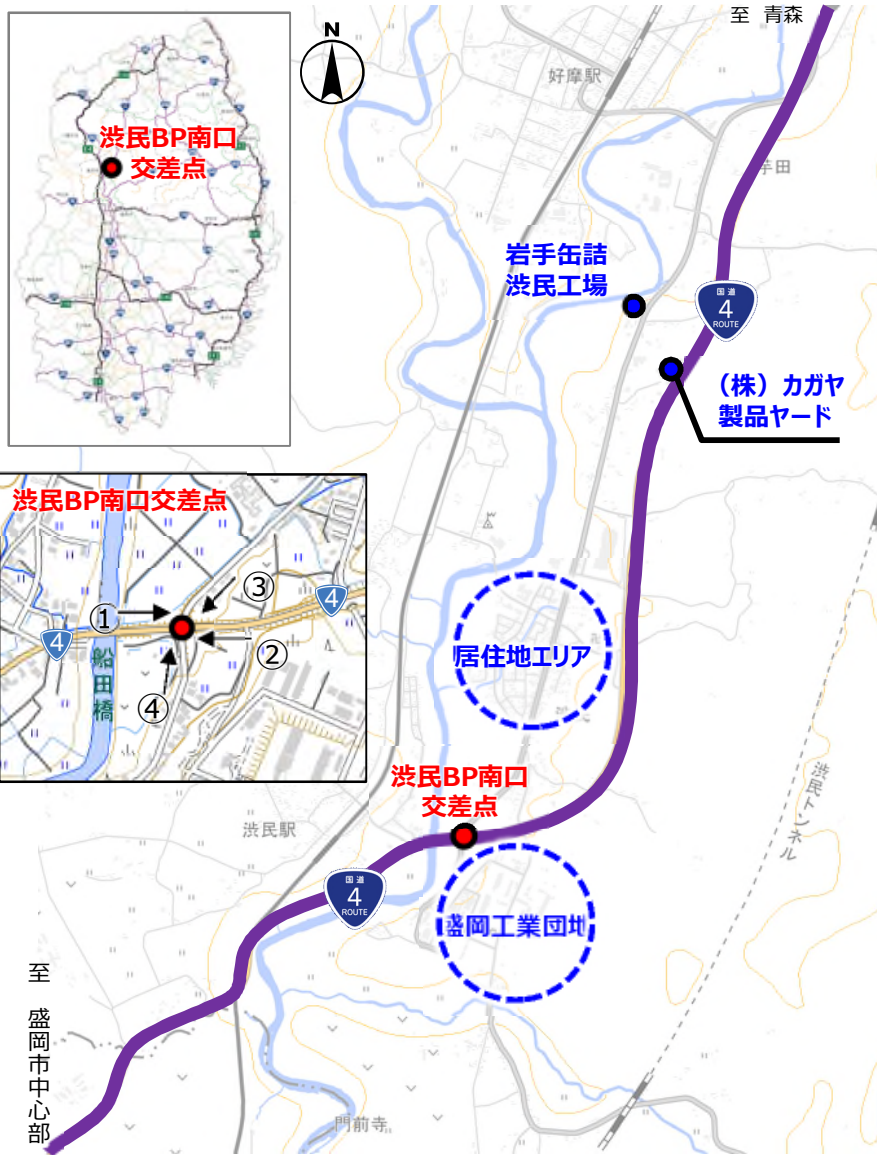 至 青森
N
好摩駅
渋民BP南口
交差点
芋田
岩手缶詰
渋民工場
国道
4
ROUTE
（株）カガヤ
製品ヤード
渋民BP南口交差点
①
③
4
4
②
④
船田橋
居住地エリア
渋民BP南口
交差点
渋民トンネル
渋民駅
国道
4
ROUTE
盛岡工業団地
至 盛岡市中心部
門前寺